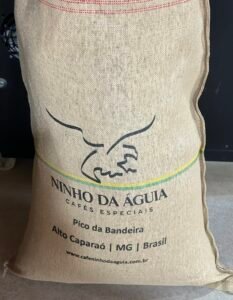 NINHO DA ÁGUIA
CAFÉS ESPECIAIS
Pico da Bandeira
Alto Caparaó | MG | Brasil
www.cafeninhodaaguia.com.br